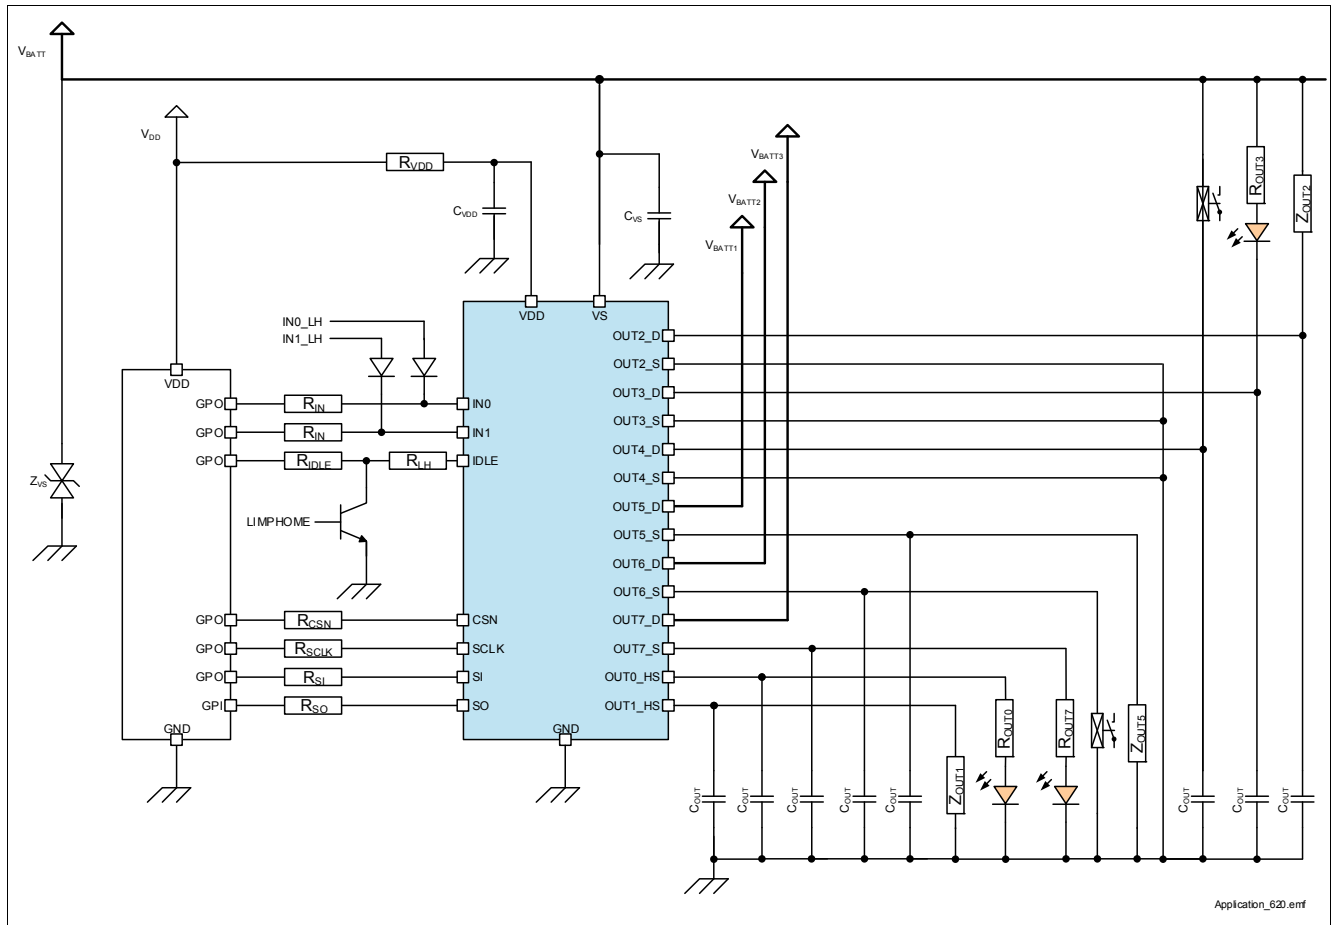 VBATT
VDD
RVDD
CVDD
CVS
VBATT3
VBATT2
VBATT1
ROUT3
ZOUT2
VDD
VS
IN0_LH
IN1_LH
VDD
GPO
RIN
IN0
GPO
RIN
IN1
GPO
RIDLE
RLH
IDLE
ZVS
LIMPHOME
GPO
RCSN
CSN
GPO
RSCLK
SCLK
GPO
RSI
SI
GPI
RSO
SO
GND
GND
OUT2_D
OUT2_S
OUT3_D
OUT3_S
OUT4_D
OUT4_S
OUT5_D
OUT5_S
OUT6_D
OUT6_S
OUT7_D
OUT7_S
OUT0_HS
OUT1_HS
ROUT0
ROUT7
ZOUT5
ZOUT1
COUT
COUT
COUT
COUT
COUT
COUT
COUT
COUT
Application_620.emf